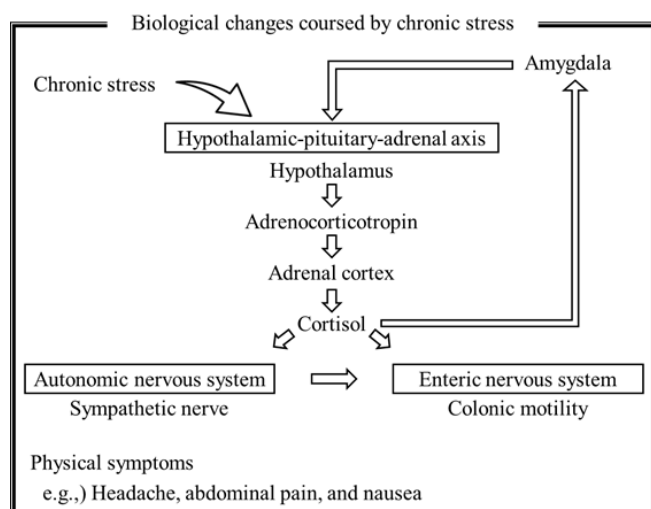 Biological changes coursed by chronic stress
Amygdala
Chronic stress
Hypothalamic-pituitary-adrenal axis
Hypothalamus
Adrenocorticotropin
Adrenal cortex
Cortisol
Autonomic nervous system
Enteric nervous system
Sympathetic nerve
Colonic motility
Physical symptoms
e.g.,) Headache, abdominal pain, and nausea